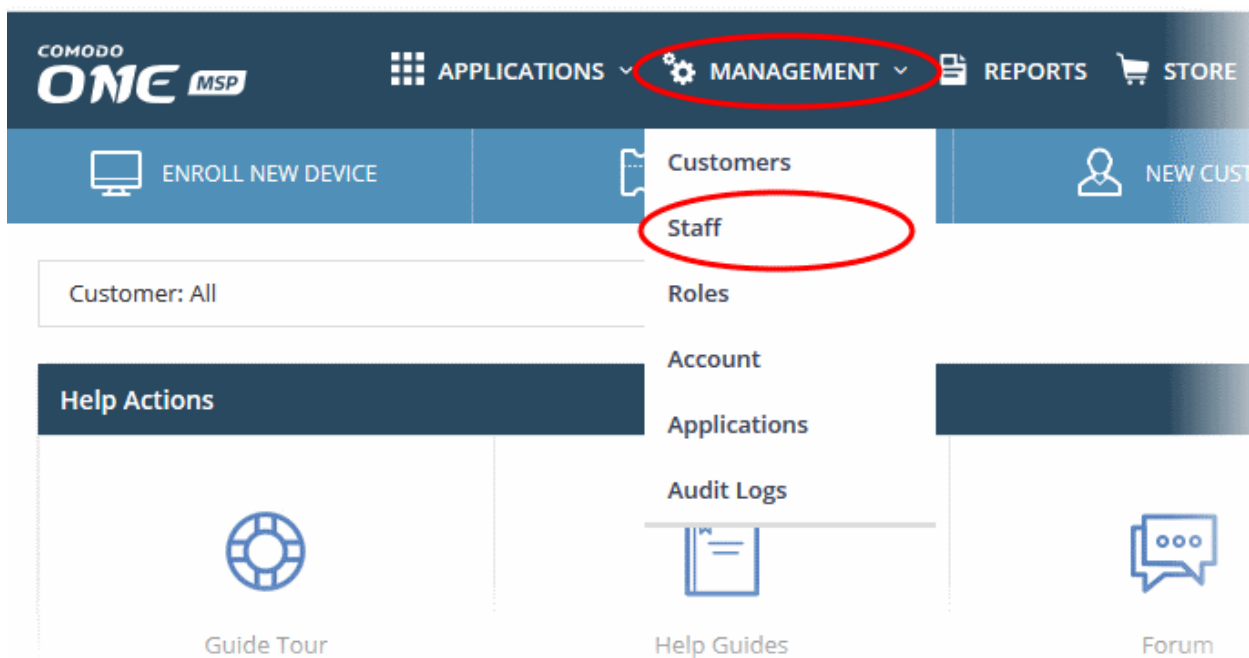 COMODO
ONE MSP
APPLICATIONS
MANAGEMENT
REPORTS
STORE
ENROLL NEW DEVICE
NEW
Customers
Staff
Roles
Account
Applications
Audit Logs
Customer: All
Help Actions
Guide Tour
Help Guides
Forum